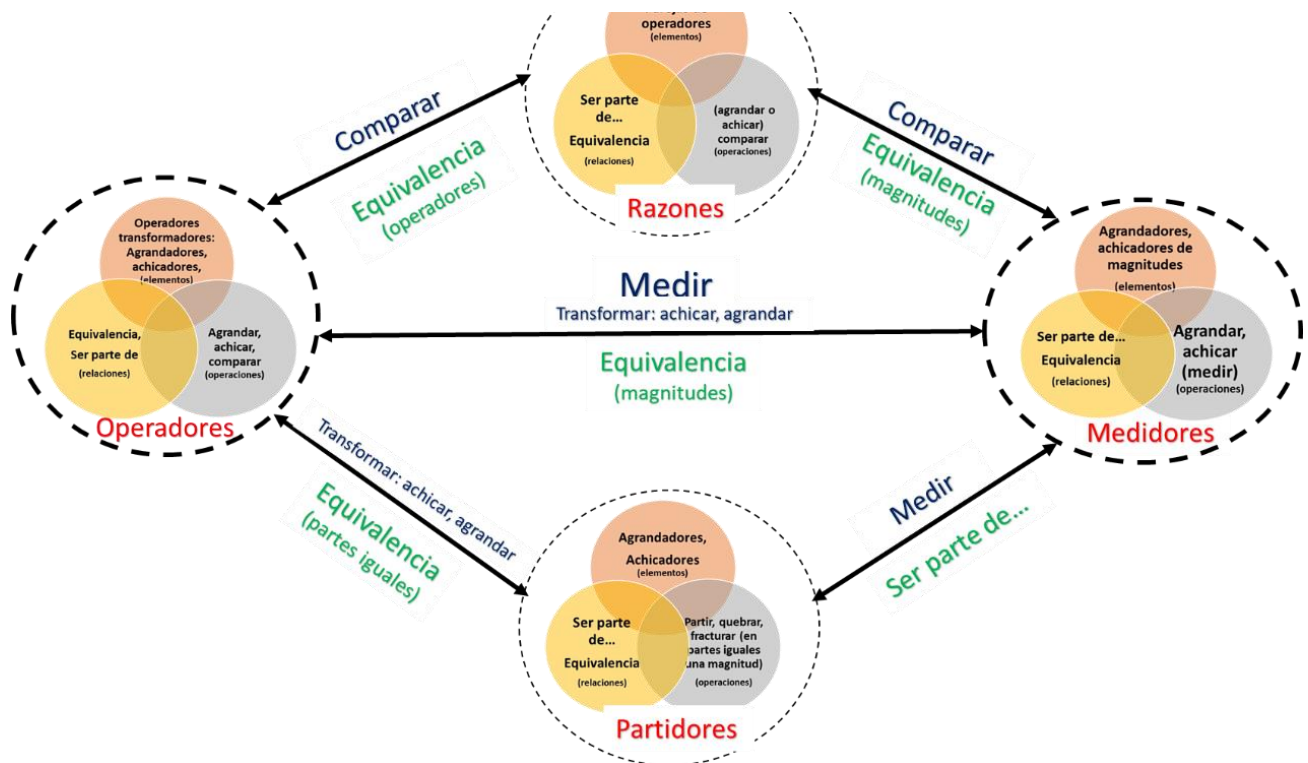 operadores
(elementos)
Ser parte
de...
Equivalencia
(relaciones)
(agrandar o
achicar)
comparar
(operaciones)
Razones
Comparar
Equivalencia
(operadores)
Comparar
Equivalencia
(magnitudes)
Operadores
transformadores:
Agrandadores,
achicadores,
(elementos)
Equivalencia,
Ser parte de
(relaciones)
Agrandar,
achicar,
comparar
(operaciones)
Operadores
Medir
Transformar: achicar, agrandar
Equivalencia
(magnitudes)
Agrandadores,
achicadores de
magnitudes
(elementos)
Ser parte de...
Equivalencia
(relaciones)
Agrandar,
achicar
(medir)
(operaciones)
Medidores
Transformar: achicar, agrandar
Equivalencia
(partes iguales)
Medir
Ser parte de...
Agrandadores,
Achicadores
(elementos)
Ser parte
de...
Equivalencia
(relaciones)
Partir, quebrar,
fracturar (en
partes iguales
una magnitud)
(operaciones)
Partidores